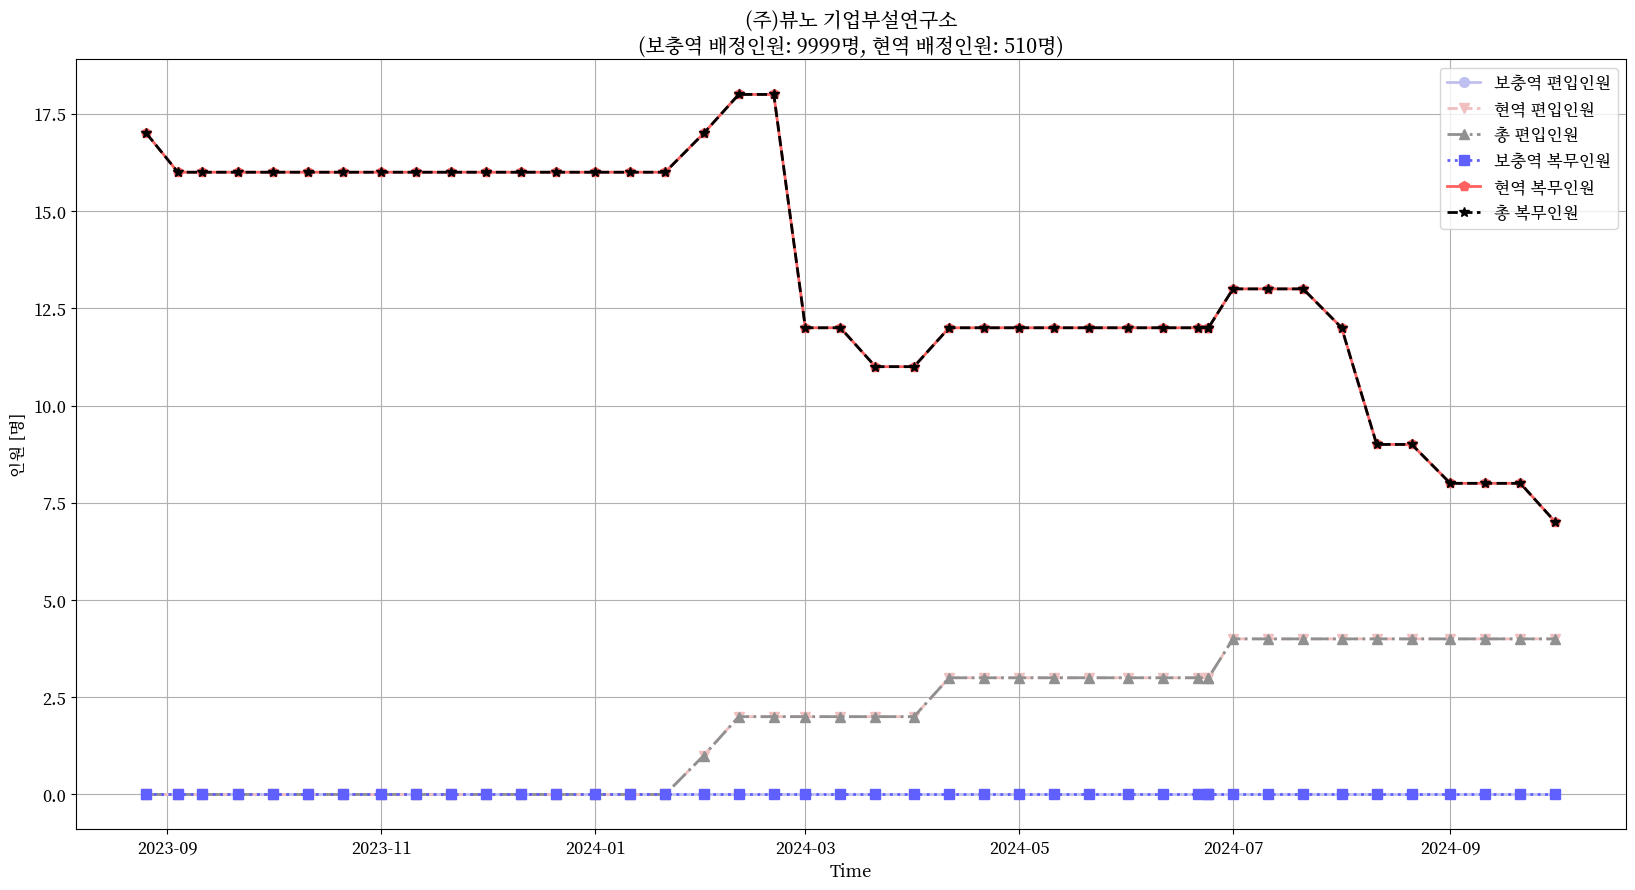 (주)뷰노 기업부설연구소
(보충역 배정인원: 9999명, 현역 배정인원: 510명)
보충역 편입인원
현역 편입인원
총 편입인원
보충역 복무인원
현역 복무인원
총 복무인원
17.5
15.0
12.5
10.0
7.5
5.0
2.5
0.0
인원 [명]
2023-09
2023-11
2024-01
2024-03
2024-05
2024-07
2024-09
Time